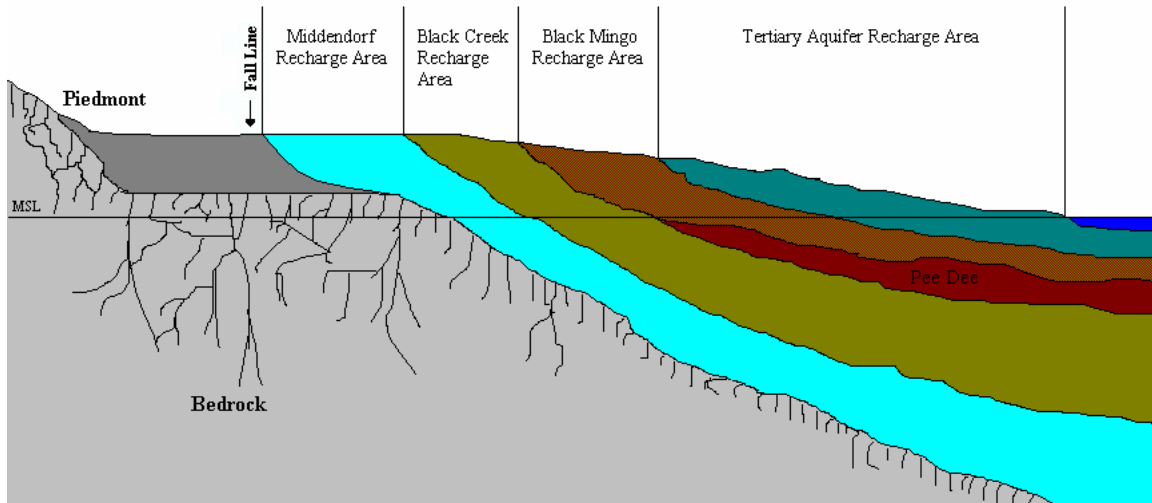 Fall Line
Middendorf
Recharge Area
Black Creek
Recharge
Area
Black Mingo
Recharge Area
Tertiary Aquifer Recharge Area
Piedmont
MSL
Pee Dee
Bedrock